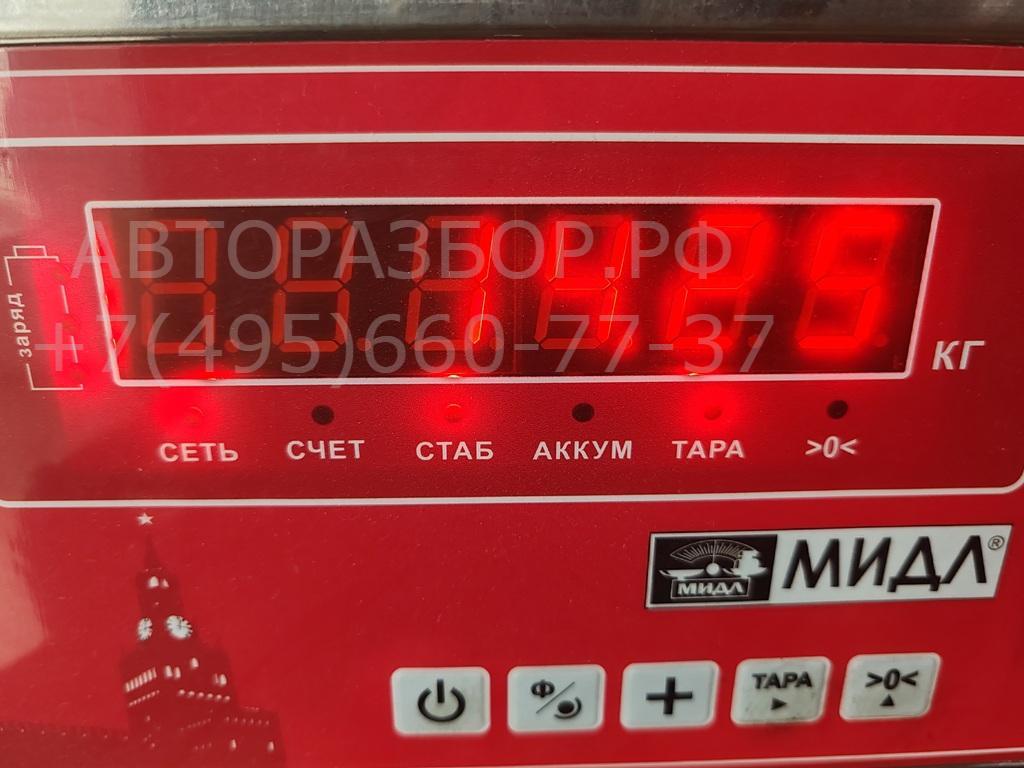 АВТОРАЗБОР.РФ
+7(495)660-77-37
заряд
КГ
СЕТЬ СЧЕТ СТАБ АККУМ ТАРА >0<
МИДЛ МИДЛ®
Ф ТАРА >0<